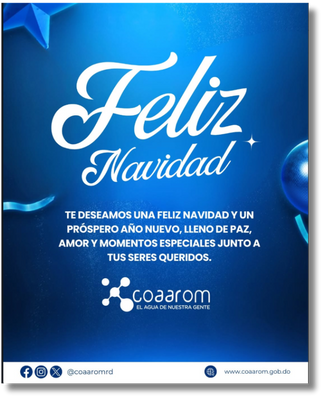 Feliz
Navidad
TE DESEAMOS UNA FELIZ NAVIDAD Y UN
PRÓSPERO AÑO NUEVO, LLENO DE PAZ,
AMOR Y MOMENTOS ESPECIALES JUNTO A
TUS SERES QUERIDOS.
coaarom
EL AGUA DE NUESTRA GENTE
@coaaromrd
www.coaarom.gob.do